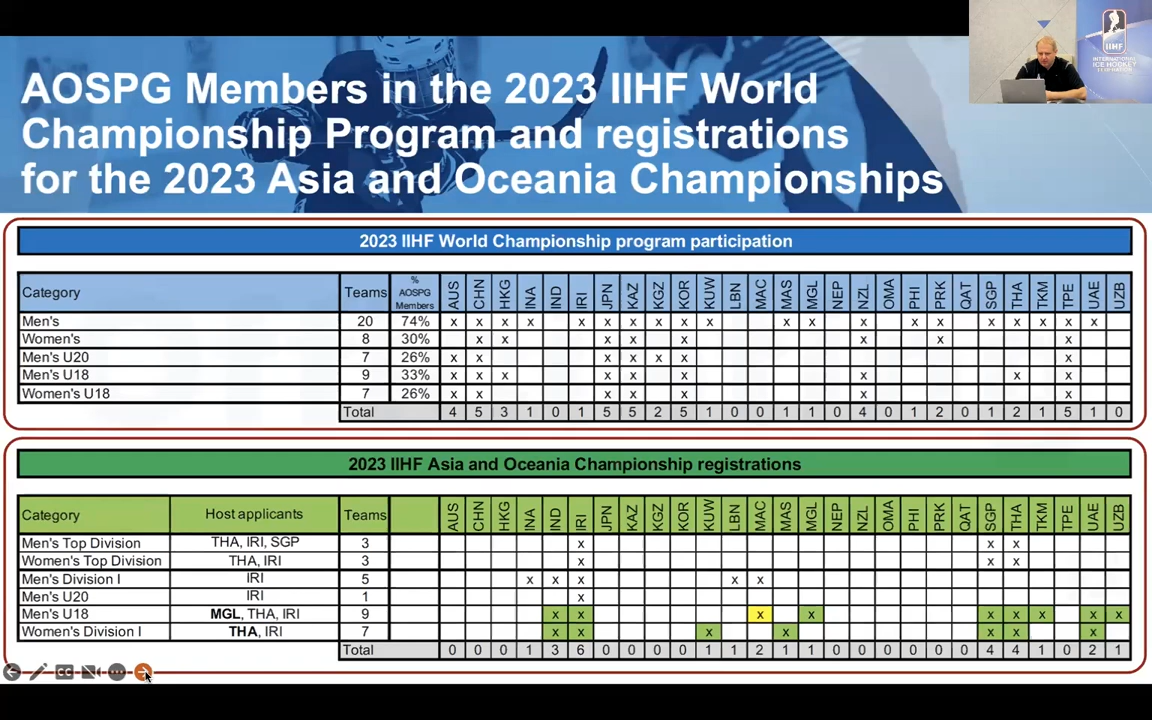 AOSPG Members in the 2023 IIHF World
Championship Program and registrations
for the 2023 Asia and Oceania Championships
IIHF
INTERNATIONAL
ICE HOCKEY
FEDERATION
2023 IIHF World Championship program participation
Category Teams % AOSPG Members AUS CHN HKG INA IND IRI JPN KAZ KGZ KOR KUW LBN MAC MAS MGL NEP NZL OMA PHI PRK QAT SGP THA TKM TPE UAE UZB
Men's 20 74% x x x x x x x x x x x x x x x x x x x x
Women's 8 30% x x x x x x x x
Men's U20 7 26% x x x x x x x
Men's U18 9 33% x x x x x x x x x
Women's U18 7 26% x x x x x x x
Total 4 5 3 1 0 1 5 5 2 5 1 0 0 1 1 0 4 0 1 2 0 1 2 1 5 1 0
2023 IIHF Asia and Oceania Championship registrations
Category Host applicants Teams AUS CHN HKG INA IND IRI JPN KAZ KGZ KOR KUW LBN MAC MAS MGL NEP NZL OMA PHI PRK QAT SGP THA TKM TPE UAE UZB
Men's Top Division THA, IRI, SGP 3 x x x
Women's Top Division THA, IRI 3 x x x
Men's Division I IRI 5 x x x x x
Men's U20 IRI 1 x
Men's U18 MGL, THA, IRI 9 x x x x x x x x x
Women's Division I THA, IRI 7 x x x x x x x
Total 0 0 0 1 3 6 0 0 0 0 1 1 2 1 1 0 0 0 0 0 0 4 4 1 0 2 1
CC